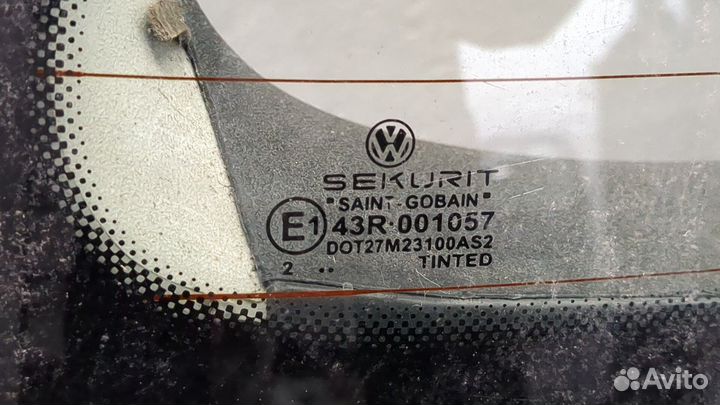 SEKURIT
"SAINT-GOBAIN"
E1 43R-001057
DOT27M23100AS2
TINTED
2 ..
Avito